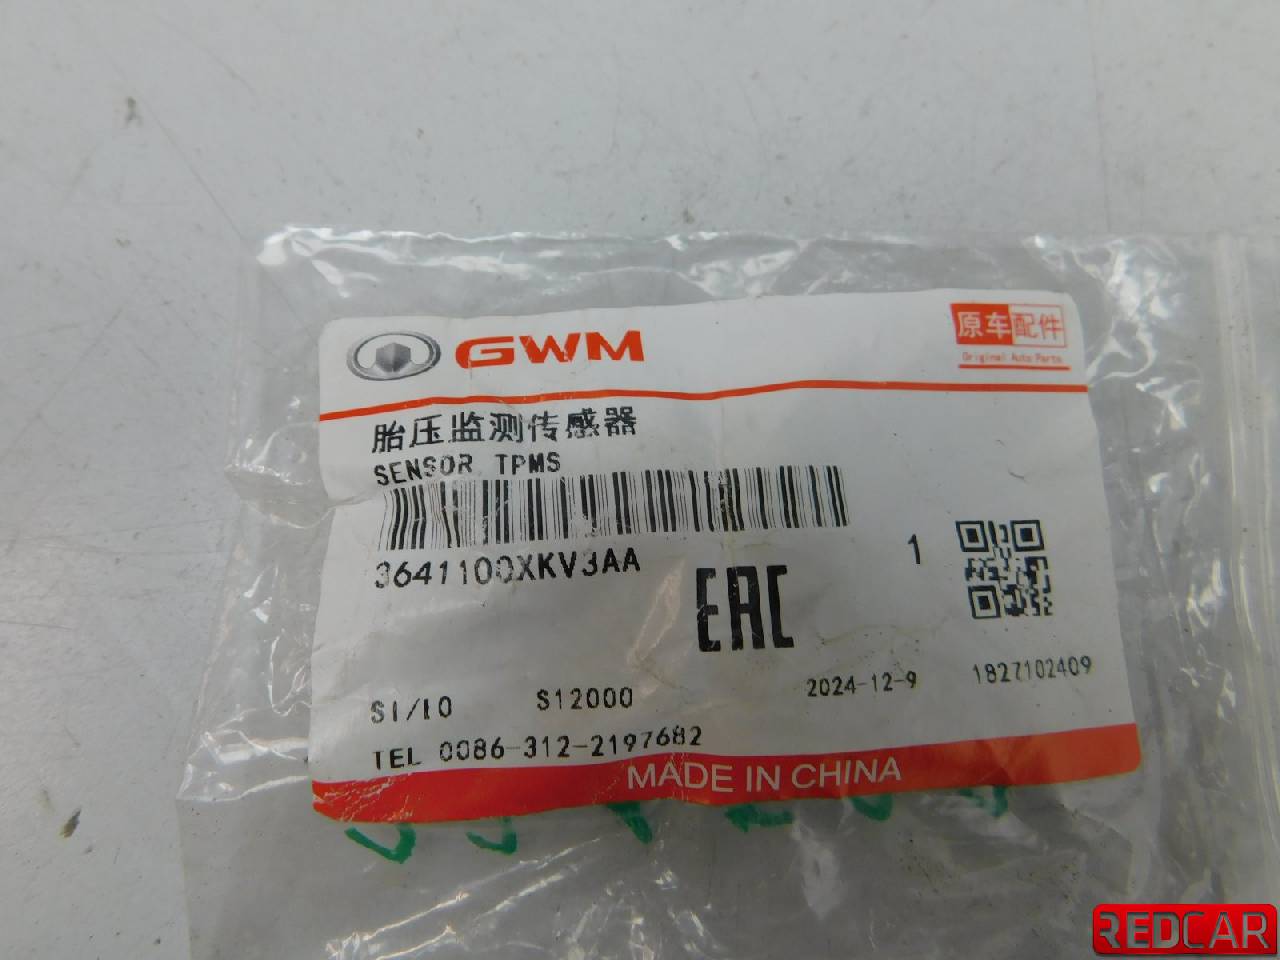 GWM
原车配件
Original Auto Parts
胎压监测传感器
SENSOR TPMS
3641100XKV3AA
1
EAC
SI/IO S12000 2024-12-9 1827102409
TEL 0086-312-2197682
MADE IN CHINA
REDCAR